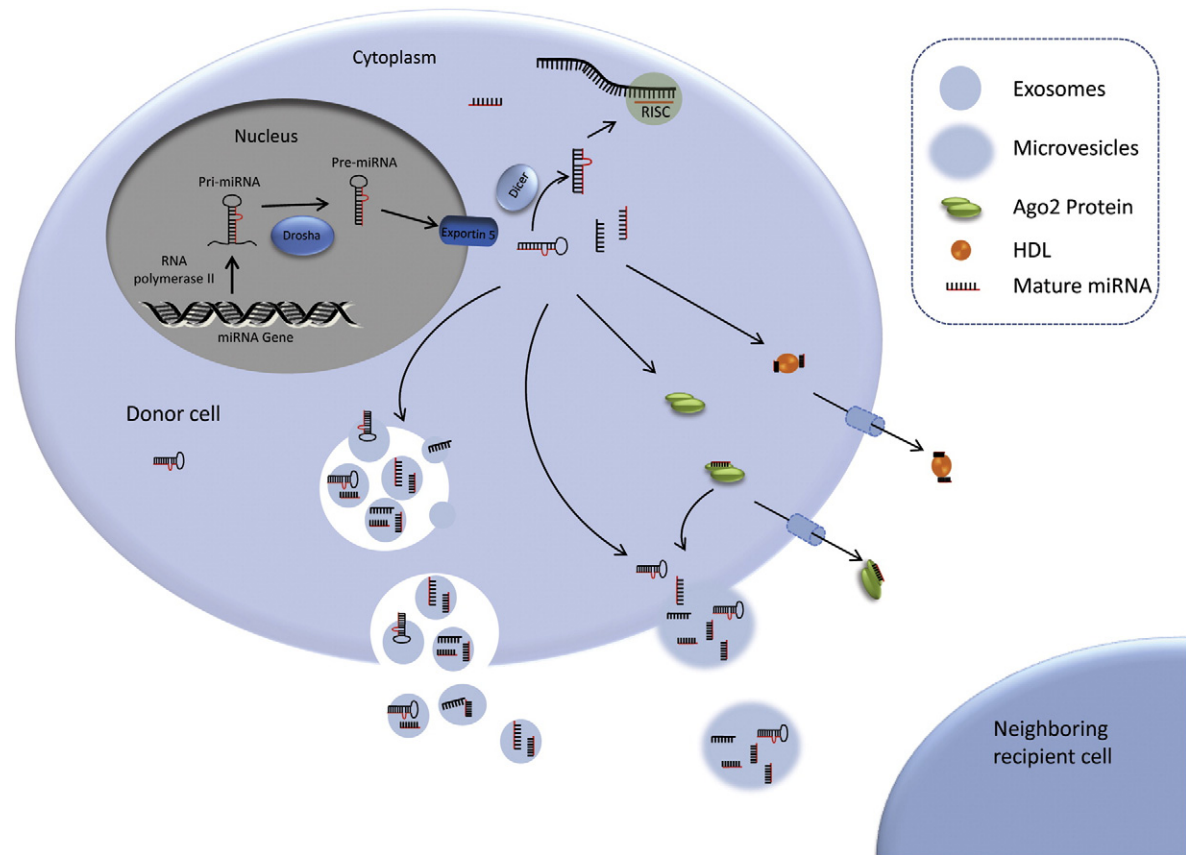 Cytoplasm
RISC
Nucleus
Pre-miRNA
Pri-miRNA
Dicer
Drosha
Exportin 5
RNA
polymerase II
miRNA Gene
Donor cell
Exosomes
Microvesicles
Ago2 Protein
HDL
Mature miRNA
Neighboring
recipient cell